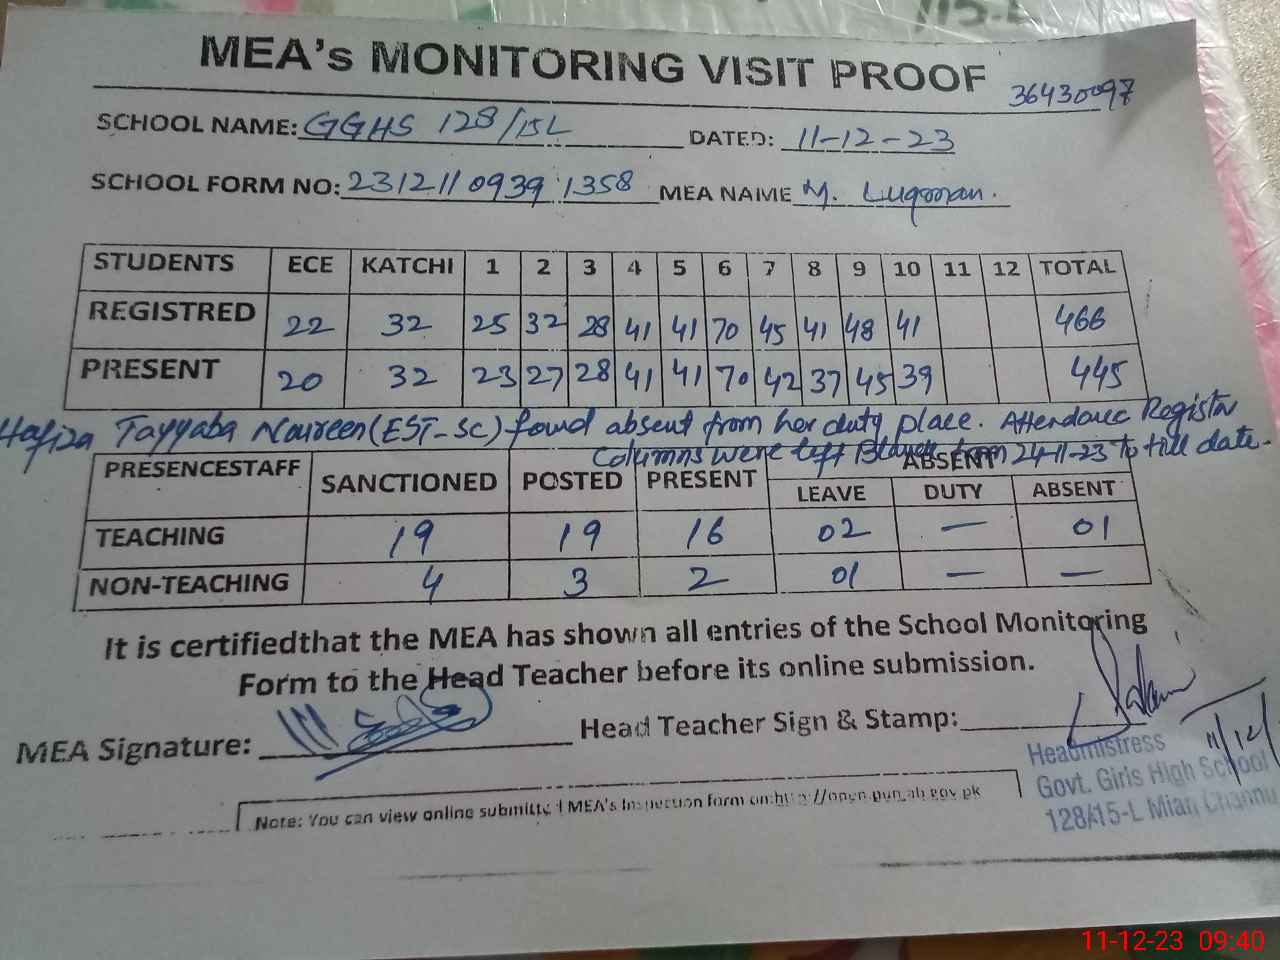 /15-L
MEA's MONITORING VISIT PROOF
36430097
SCHOOL NAME: GGHS 128/15L DATED: 11-12-23
SCHOOL FORM NO: 23121109391358 MEA NAME M. Luqman.
STUDENTS ECE KATCHI 1 2 3 4 5 6 7 8 9 10 11 12 TOTAL
REGISTRED 22 32 25 32 28 41 41 70 45 41 48 41 466
PRESENT 20 32 23 27 28 41 41 70 42 37 45 39 445
Hafiza Tayyaba Noureen (EST-SC) found absent from her duty place. Attendance Register
Columns were left Blank from 24-11-23 to till date.
PRESENCESTAFF SANCTIONED POSTED PRESENT ABSENT
LEAVE DUTY ABSENT
TEACHING 19 19 16 02 — 01
NON-TEACHING 4 3 2 01 — —
It is certifiedthat the MEA has shown all entries of the School Monitoring
Form to the Head Teacher before its online submission.
MEA Signature: Head Teacher Sign & Stamp:
11/12/
Headmistress
Govt. Girls High School
128/15-L Mian Channu
Note: You can view online submitted MEA's Inspection form on:http://open.punjab.gov.pk
11-12-23 09:40